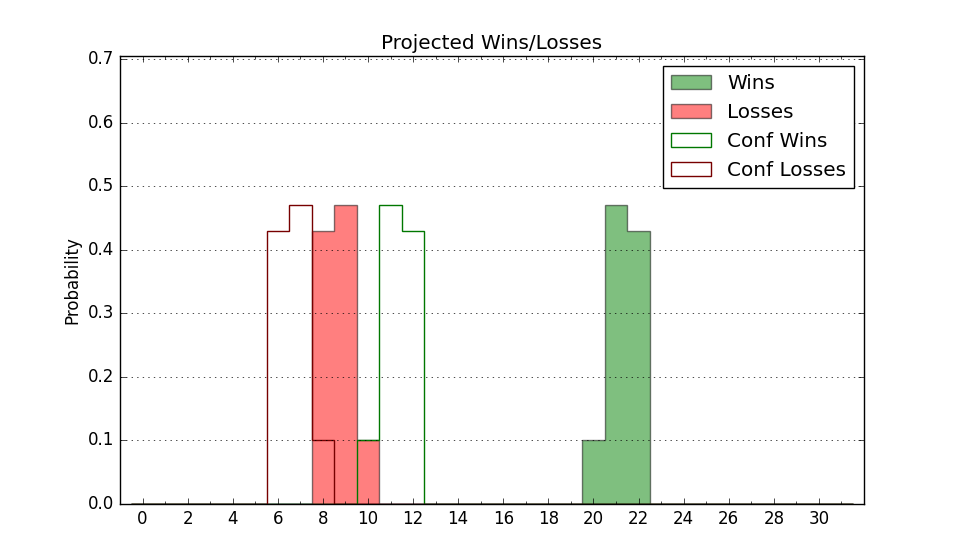 Projected Wins/Losses
0.7
0.6
0.5
0.4
0.3
0.2
0.1
0.0
Probability
Wins
Losses
Conf Wins
Conf Losses
0 2 4 6 8 10 12 14 16 18 20 22 24 26 28 30